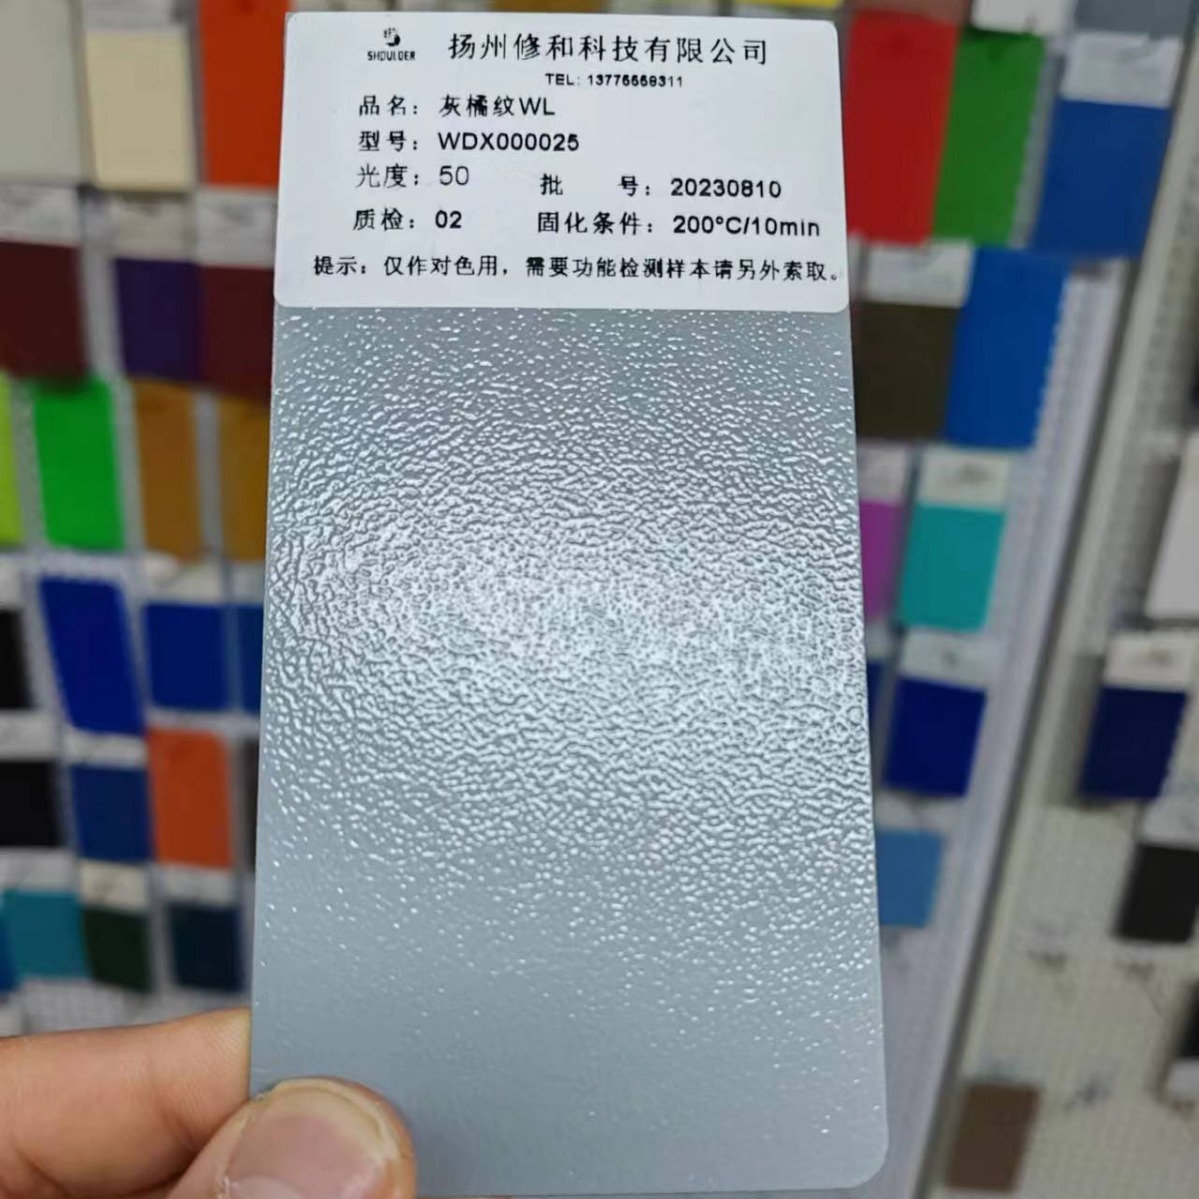 SHOULDER
扬州修和科技有限公司
TEL: 13776668311
品名：灰橘纹WL
型号：WDX000025
光度：50 批 号：20230810
质检：02 固化条件：200°C/10min
提示：仅作对色用，需要功能检测样本请另外索取。